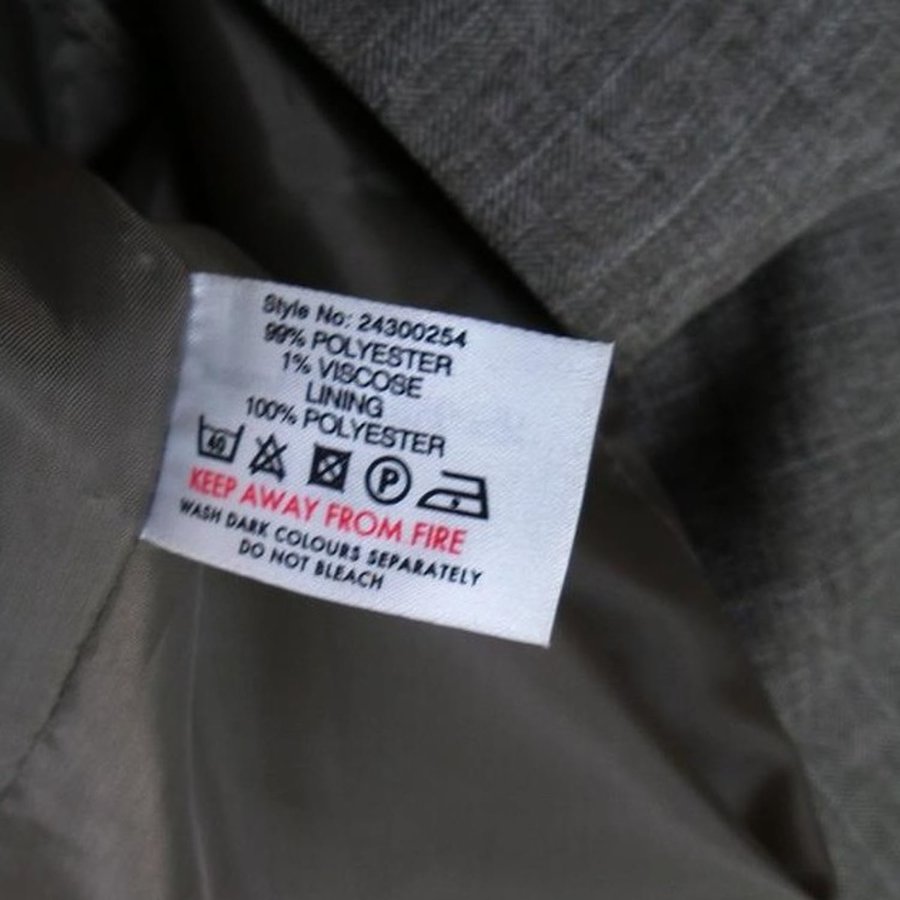 Style No: 24300254
99% POLYESTER
1% VISCOSE
LINING
100% POLYESTER
40 P
KEEP AWAY FROM FIRE
WASH DARK COLOURS SEPARATELY
DO NOT BLEACH